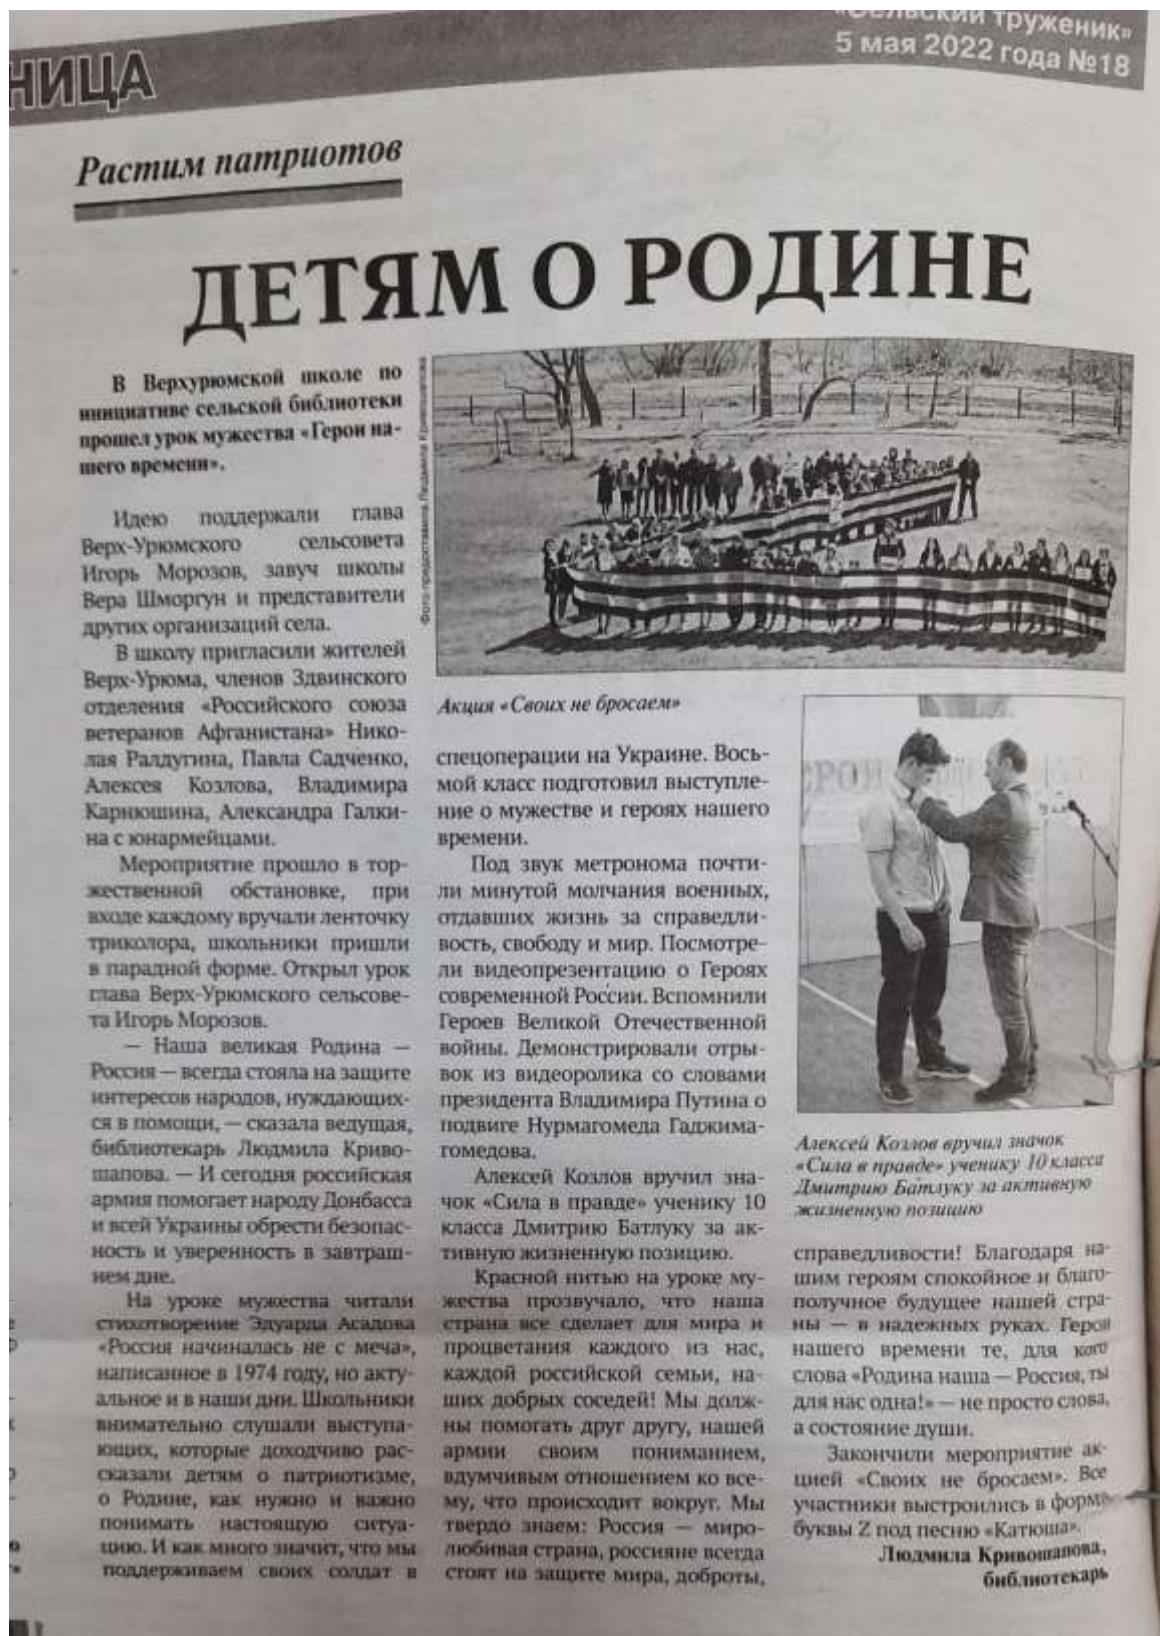 НИЦА
«Сельский труженик»
5 мая 2022 года №18
Растим патриотов
ДЕТЯМ О РОДИНЕ
В Верхурюмской школе по
инициативе сельской библиотеки
прошел урок мужества «Герои на-
шего времени».
Идею поддержали глава
Верх-Урюмского сельсовета
Игорь Морозов, завуч школы
Вера Шморгун и представители
других организаций села.
В школу пригласили жителей
Верх-Урюма, членов Здвинского
отделения «Российского союза
ветеранов Афганистана» Нико-
лая Ралдугина, Павла Садченко,
Алексея Козлова, Владимира
Карнюшина, Александра Галки-
на с юнармейцами.
Мероприятие прошло в тор-
жественной обстановке, при
входе каждому вручали ленточку
триколора, школьники пришли
в парадной форме. Открыл урок
глава Верх-Урюмского сельсове-
та Игорь Морозов.
— Наша великая Родина —
Россия — всегда стояла на защите
интересов народов, нуждающих-
ся в помощи, — сказала ведущая,
библиотекарь Людмила Криво-
шапова. — И сегодня российская
армия помогает народу Донбасса
и всей Украины обрести безопас-
ность и уверенность в завтраш-
нем дне.
На уроке мужества читали
стихотворение Эдуарда Асадова
«Россия начиналась не с меча»,
написанное в 1974 году, но акту-
альное и в наши дни. Школьники
внимательно слушали выступа-
ющих, которые доходчиво рас-
сказали детям о патриотизме,
о Родине, как нужно и важно
понимать настоящую ситуа-
цию. И как много значит, что мы
поддерживаем своих солдат в
Фото предоставила Людмила Кривошапова
Акция «Своих не бросаем»
спецоперации на Украине. Вось-
мой класс подготовил выступле-
ние о мужестве и героях нашего
времени.
Под звук метронома почти-
ли минутой молчания военных,
отдавших жизнь за справедли-
вость, свободу и мир. Посмотре-
ли видеопрезентацию о Героях
современной России. Вспомнили
Героев Великой Отечественной
войны. Демонстрировали отры-
вок из видеоролика со словами
президента Владимира Путина о
подвиге Нурмагомеда Гаджима-
гомедова.
Алексей Козлов вручил зна-
чок «Сила в правде» ученику 10
класса Дмитрию Батлуку за ак-
тивную жизненную позицию.
Красной нитью на уроке му-
жества прозвучало, что наша
страна все сделает для мира и
процветания каждого из нас,
каждой российской семьи, на-
ших добрых соседей! Мы долж-
ны помогать друг другу, нашей
армии своим пониманием,
вдумчивым отношением ко все-
му, что происходит вокруг. Мы
твердо знаем: Россия — миро-
любивая страна, россияне всегда
стоят на защите мира, доброты,
Алексей Козлов вручил значок
«Сила в правде» ученику 10 класса
Дмитрию Батлуку за активную
жизненную позицию
справедливости! Благодаря на-
шим героям спокойное и благо-
получное будущее нашей стра-
ны — в надежных руках. Герои
нашего времени те, для кого
слова «Родина наша — Россия, ты
для нас одна!» — не просто слова,
а состояние души.
Закончили мероприятие ак-
цией «Своих не бросаем». Все
участники выстроились в форме
буквы Z под песню «Катюша».
Людмила Кривошапова,
библиотекарь